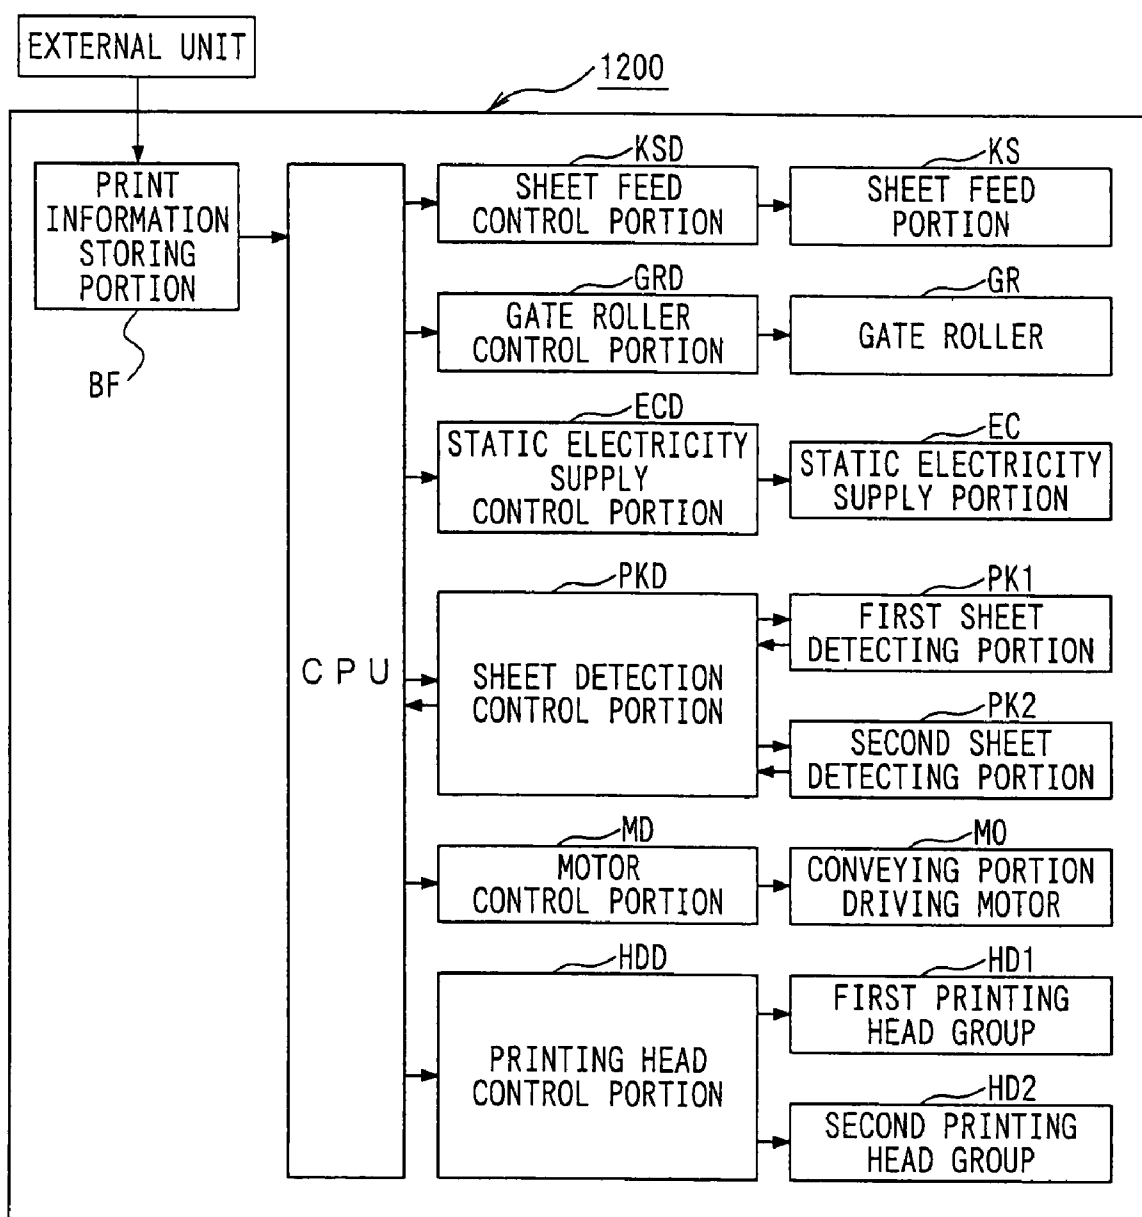 EXTERNAL UNIT
1200
PRINT
INFORMATION
STORING
PORTION
BF
CPU
KSD
SHEET FEED
CONTROL PORTION
KS
SHEET FEED
PORTION
GRD
GATE ROLLER
CONTROL PORTION
GR
GATE ROLLER
ECD
STATIC ELECTRICITY
SUPPLY
CONTROL PORTION
EC
STATIC ELECTRICITY
SUPPLY PORTION
PKD
SHEET DETECTION
CONTROL PORTION
PK1
FIRST SHEET
DETECTING PORTION
PK2
SECOND SHEET
DETECTING PORTION
MD
MOTOR
CONTROL PORTION
MO
CONVEYING PORTION
DRIVING MOTOR
HDD
PRINTING HEAD
CONTROL PORTION
HD1
FIRST PRINTING
HEAD GROUP
HD2
SECOND PRINTING
HEAD GROUP